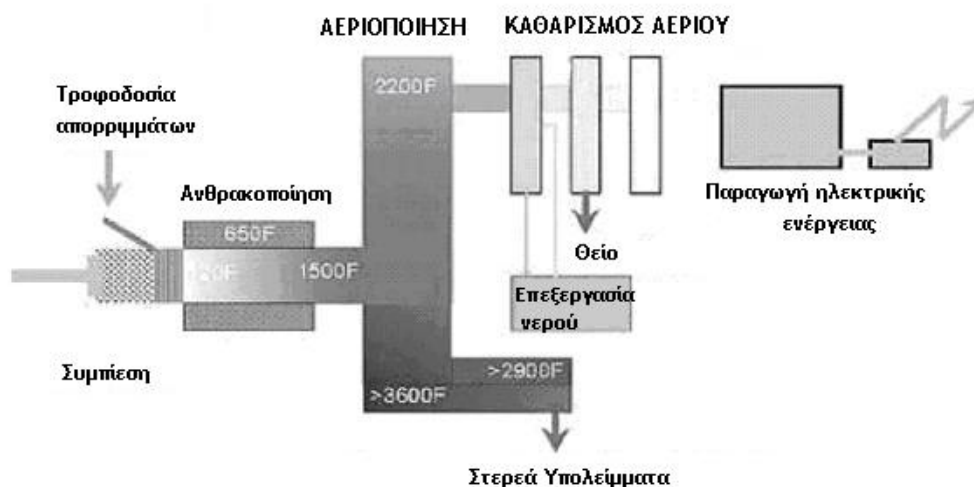 ΑΕΡΙΟΠΟΙΗΣΗ
ΚΑΘΑΡΙΣΜΟΣ ΑΕΡΙΟΥ
Τροφοδοσία
απορριμμάτων
2200F
Ανθρακοποίηση
650F
1500F
Παραγωγή ηλεκτρικής
ενέργειας
Θείο
Επεξεργασία
νερού
Συμπίεση
>2900F
>3600F
Στερεά Υπολείμματα